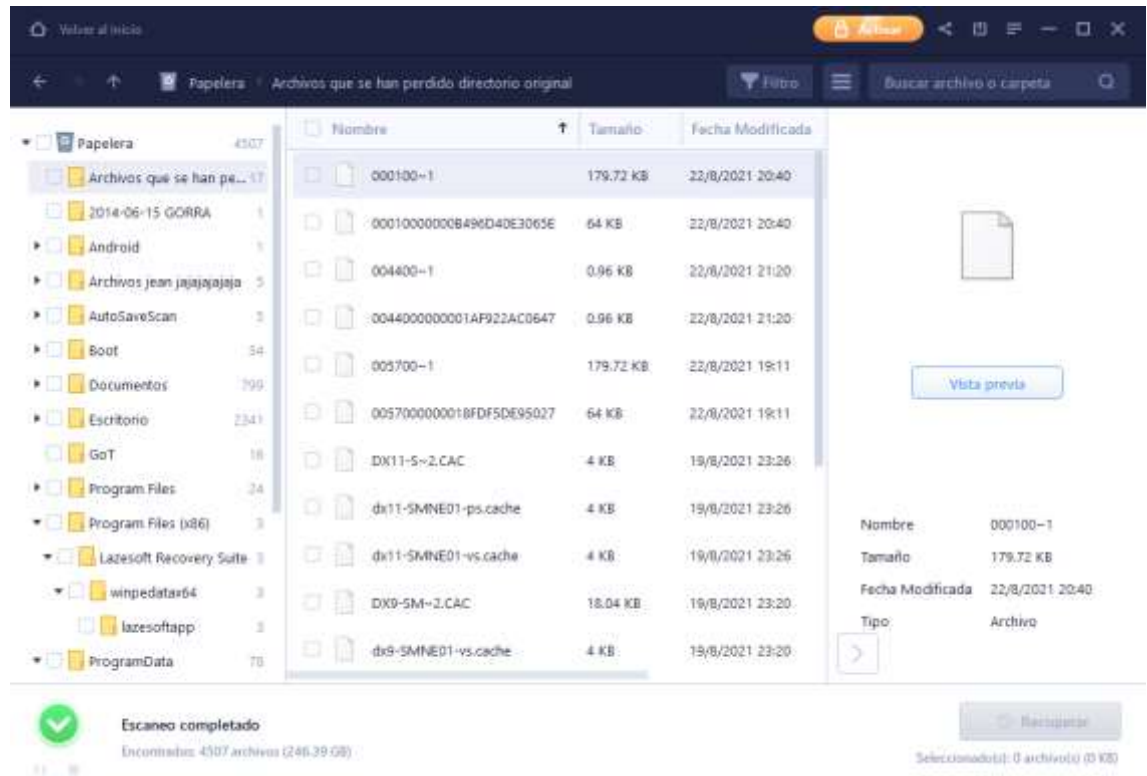 Volver al inicio
Activar
Papelera
Archivos que se han perdido directorio original
Filtro
Buscar archivo o carpeta
Papelera 4507
Archivos que se han pe... 17
2014-06-15 GORRA 1
Android 1
Archivos jean jajajajajaja 5
AutoSaveScan 5
Boot 54
Documentos 799
Escritorio 2341
GoT 18
Program Files 24
Program Files (x86) 3
Lazesoft Recovery Suite 3
winpedatax64 3
lazesoftapp 3
ProgramData 78
Nombre Tamaño Fecha Modificada
000100~1 179.72 KB 22/8/2021 20:40
00010000000B496D40E3065E 64 KB 22/8/2021 20:40
004400~1 0.96 KB 22/8/2021 21:20
0044000000001AF922AC0647 0.96 KB 22/8/2021 21:20
005700~1 179.72 KB 22/8/2021 19:11
0057000000018FDF5DE95027 64 KB 22/8/2021 19:11
DX11-S~2.CAC 4 KB 19/8/2021 23:26
dx11-SMNE01-ps.cache 4 KB 19/8/2021 23:26
dx11-SMNE01-vs.cache 4 KB 19/8/2021 23:26
DX9-SM~2.CAC 18.04 KB 19/8/2021 23:20
dx9-SMNE01-vs.cache 4 KB 19/8/2021 23:20
Vista previa
Nombre 000100~1
Tamaño 179.72 KB
Fecha Modificada 22/8/2021 20:40
Tipo Archivo
Escaneo completado
Encontrados: 4507 archivos (246.39 GB)
Recuperar
Seleccionado(s): 0 archivo(s) (0 KB)